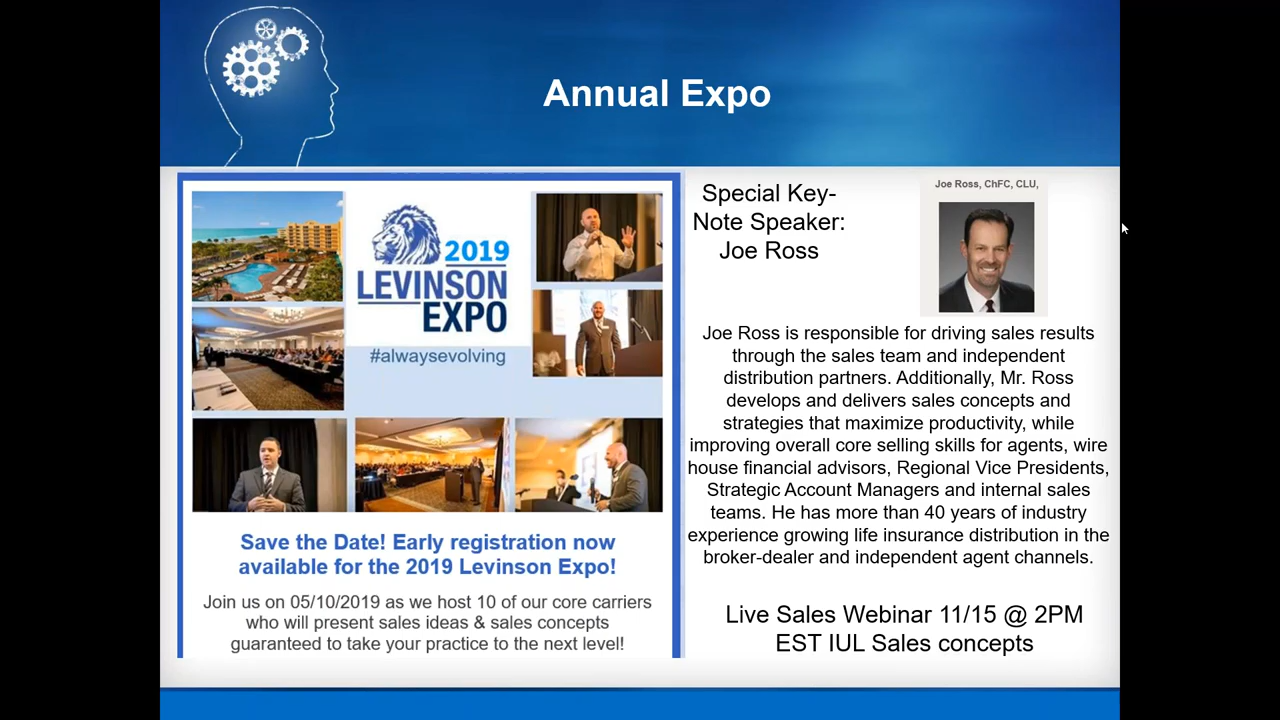 Annual Expo
2019
LEVINSON
EXPO
#alwaysevolving
Save the Date! Early registration now
available for the 2019 Levinson Expo!
Join us on 05/10/2019 as we host 10 of our core carriers
who will present sales ideas & sales concepts
guaranteed to take your practice to the next level!
Special Key-
Note Speaker:
Joe Ross
Joe Ross, ChFC, CLU,
Joe Ross is responsible for driving sales results
through the sales team and independent
distribution partners. Additionally, Mr. Ross
develops and delivers sales concepts and
strategies that maximize productivity, while
improving overall core selling skills for agents, wire
house financial advisors, Regional Vice Presidents,
Strategic Account Managers and internal sales
teams. He has more than 40 years of industry
experience growing life insurance distribution in the
broker-dealer and independent agent channels.
Live Sales Webinar 11/15 @ 2PM
EST IUL Sales concepts